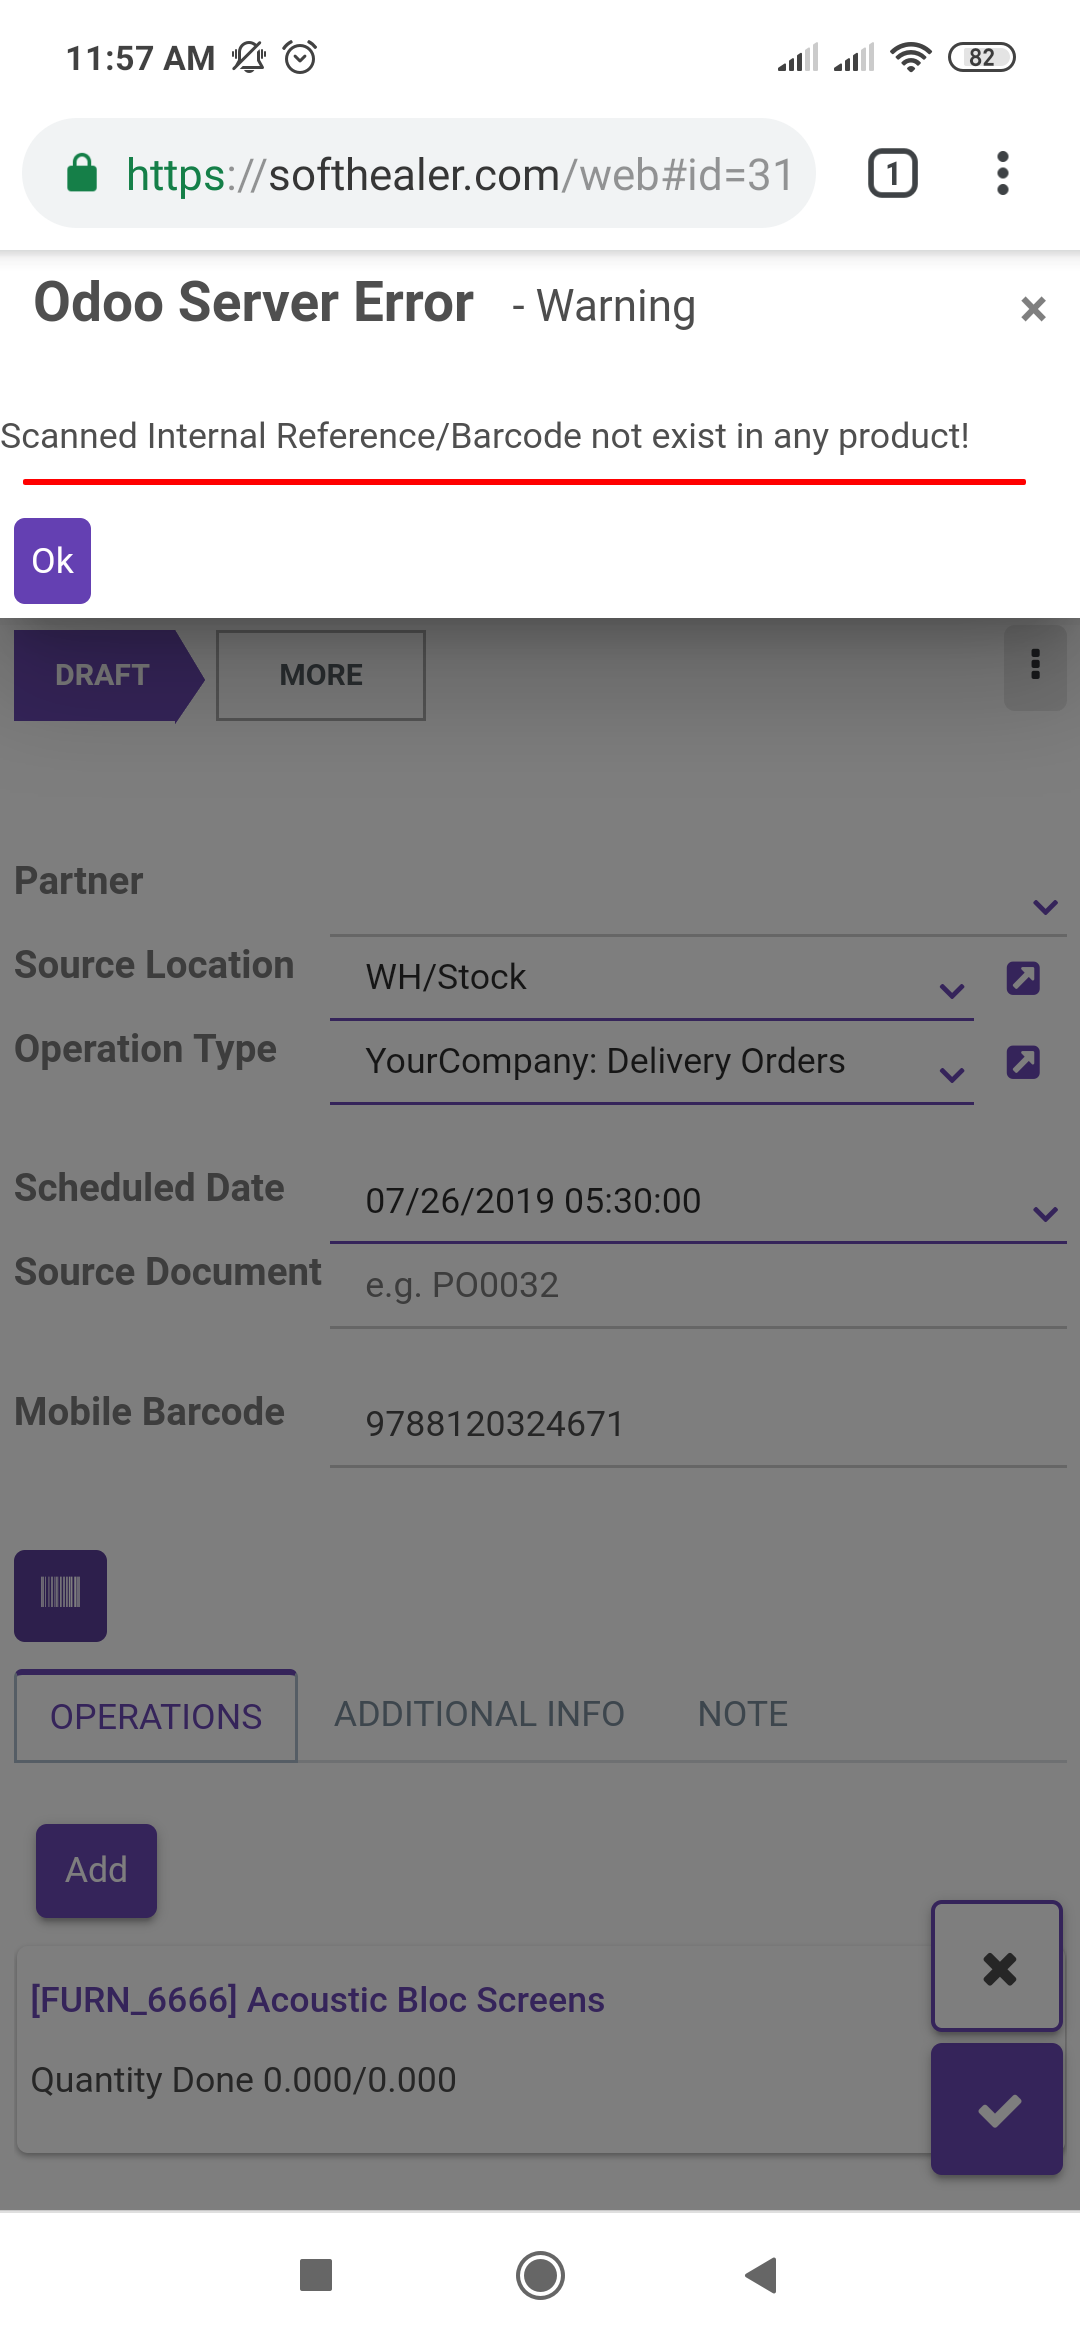 11:57 AM
82
https://softhealer.com/web#id=31
1
Odoo Server Error - Warning
×
Scanned Internal Reference/Barcode not exist in any product!
Ok
DRAFT
MORE
Partner
Source Location
WH/Stock
Operation Type
YourCompany: Delivery Orders
Scheduled Date
07/26/2019 05:30:00
Source Document
e.g. PO0032
Mobile Barcode
9788120324671
OPERATIONS
ADDITIONAL INFO
NOTE
Add
[FURN_6666] Acoustic Bloc Screens
Quantity Done 0.000/0.000